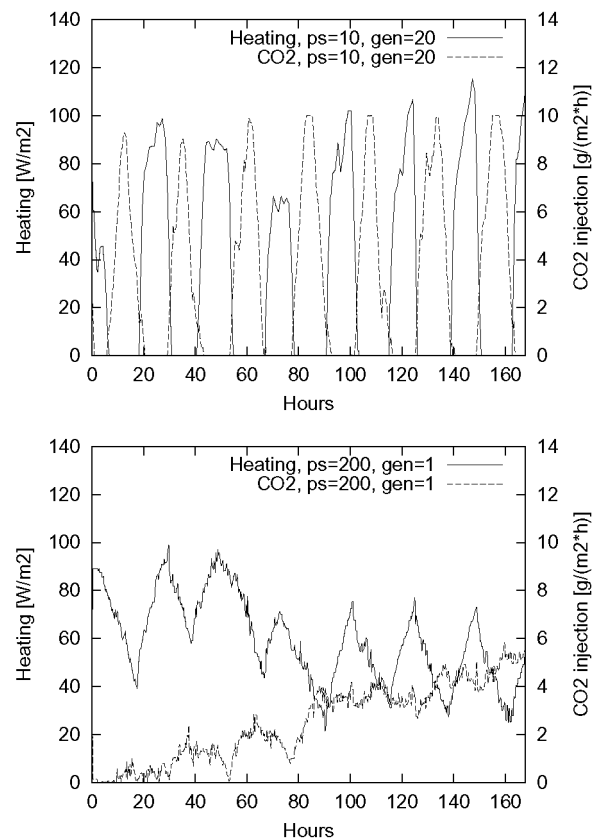 Heating, ps=10, gen=20
CO2, ps=10, gen=20
Heating [W/m2]
CO2 injection [g/(m2*h)]
140
120
100
80
60
40
20
0
14
12
10
8
6
4
2
0
0 20 40 60 80 100 120 140 160
Hours
Heating, ps=200, gen=1
CO2, ps=200, gen=1
Heating [W/m2]
CO2 injection [g/(m2*h)]
140
120
100
80
60
40
20
0
14
12
10
8
6
4
2
0
0 20 40 60 80 100 120 140 160
Hours